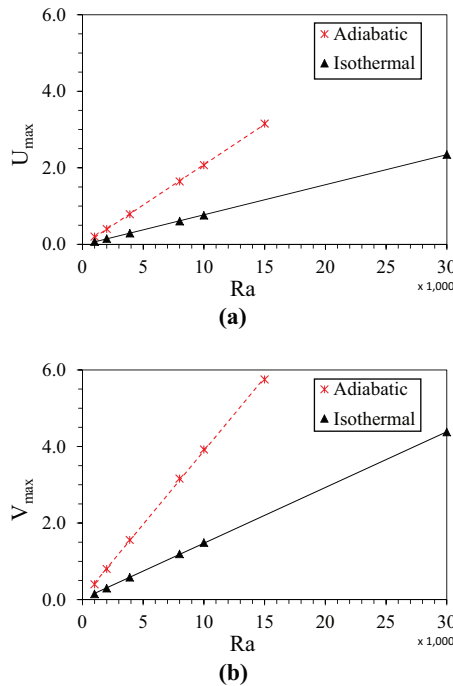 6.0
4.0
2.0
0.0
U_max
Adiabatic
Isothermal
0 5 10 15 20 25 30
Ra
x 1,000
(a)
6.0
4.0
2.0
0.0
V_max
Adiabatic
Isothermal
0 5 10 15 20 25 30
Ra
x 1,000
(b)